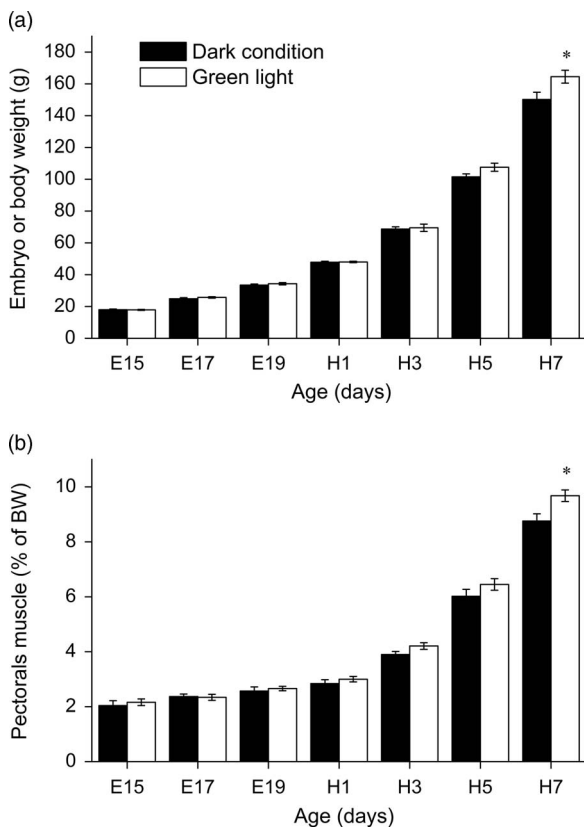 (a)
180
160
140
120
100
80
60
40
20
0
Embryo or body weight (g)
Dark condition
Green light
*
E15 E17 E19 H1 H3 H5 H7
Age (days)
(b)
10
8
6
4
2
0
Pectorals muscle (% of BW)
*
E15 E17 E19 H1 H3 H5 H7
Age (days)